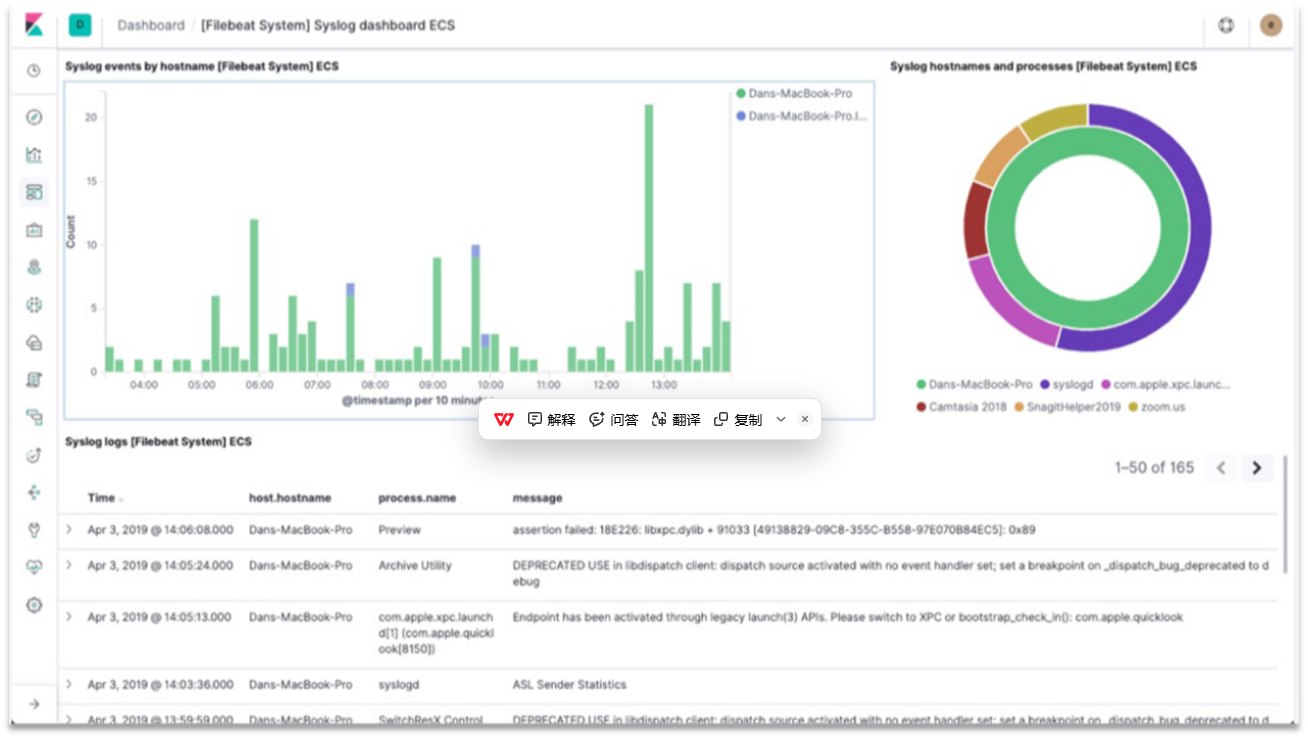 D Dashboard / [Filebeat System] Syslog dashboard ECS e
Syslog events by hostname [Filebeat System] ECS
20
15
10
5
0
Count
04:00 05:00 06:00 07:00 08:00 09:00 10:00 11:00 12:00 13:00
@timestamp per 10 minut
Dans-MacBook-Pro
Dans-MacBook-Pro.l...
Syslog hostnames and processes [Filebeat System] ECS
Dans-MacBook-Pro syslogd com.apple.xpc.launc...
Camtasia 2018 SnagitHelper2019 zoom.us
W 解释 问答 翻译 复制
Syslog logs [Filebeat System] ECS
1–50 of 165
Time host.hostname process.name message
Apr 3, 2019 @ 14:06:08.000 Dans-MacBook-Pro Preview assertion failed: 18E226: libxpc.dylib + 91033 [49138829-09C8-355C-B558-97E070B84EC5]: 0x89
Apr 3, 2019 @ 14:05:24.000 Dans-MacBook-Pro Archive Utility DEPRECATED USE in libdispatch client: dispatch source activated with no event handler set; set a breakpoint on _dispatch_bug_deprecated to d
ebug
Apr 3, 2019 @ 14:05:13.000 Dans-MacBook-Pro com.apple.xpc.launch Endpoint has been activated through legacy launch(3) APIs. Please switch to XPC or bootstrap_check_in(): com.apple.quicklook
d[1] (com.apple.quickl
ook[8150])
Apr 3, 2019 @ 14:03:36.000 Dans-MacBook-Pro syslogd ASL Sender Statistics
Apr 3, 2019 @ 13:59:59.000 Dans-MacBook-Pro SwitchResX Control DEPRECATED USE in libdispatch client: dispatch source activated with no event handler set; set a breakpoint on _dispatch_bug_deprecated to d